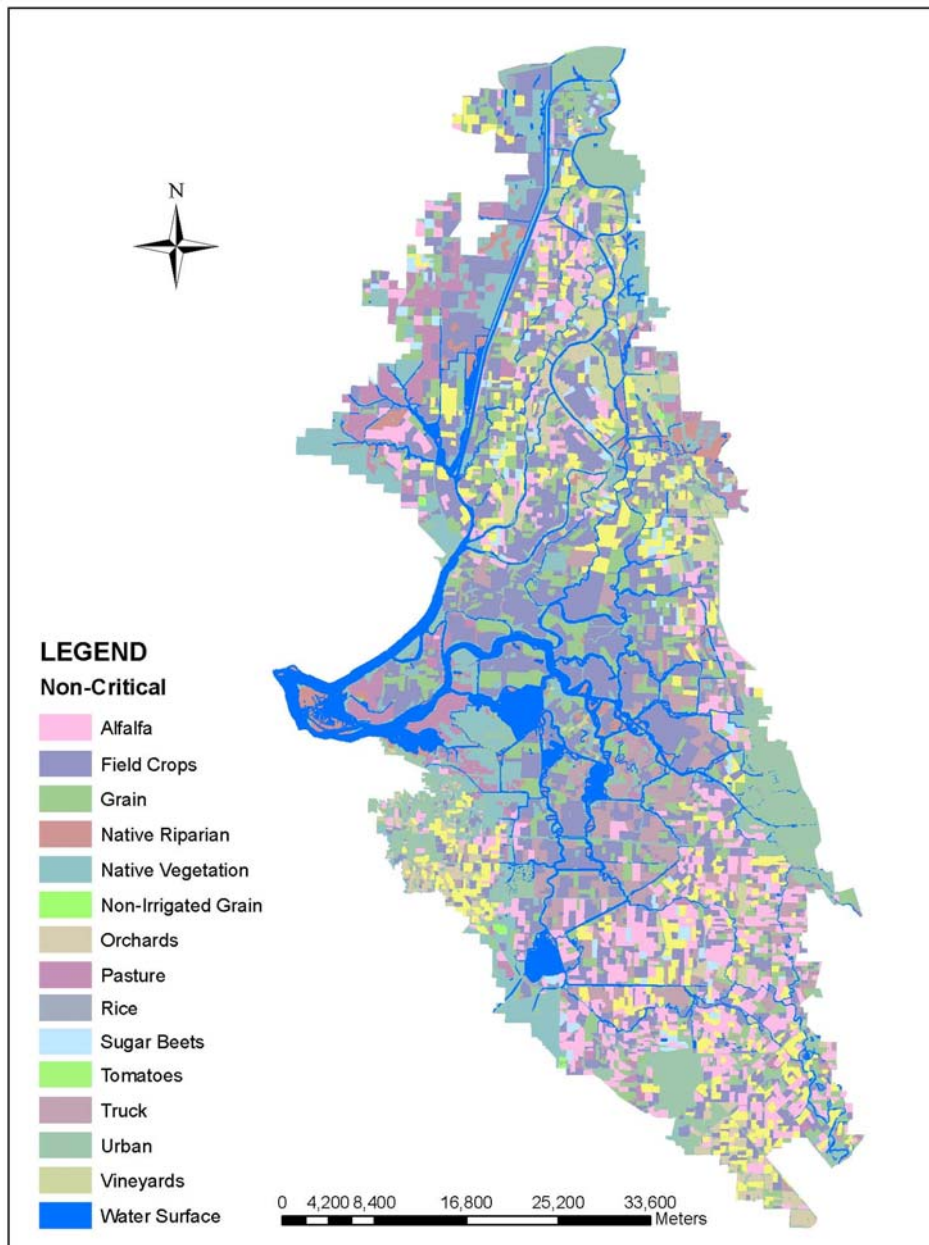 N
LEGEND
Non-Critical
Alfalfa
Field Crops
Grain
Native Riparian
Native Vegetation
Non-Irrigated Grain
Orchards
Pasture
Rice
Sugar Beets
Tomatoes
Truck
Urban
Vineyards
Water Surface
0 4,200 8,400 16,800 25,200 33,600
Meters